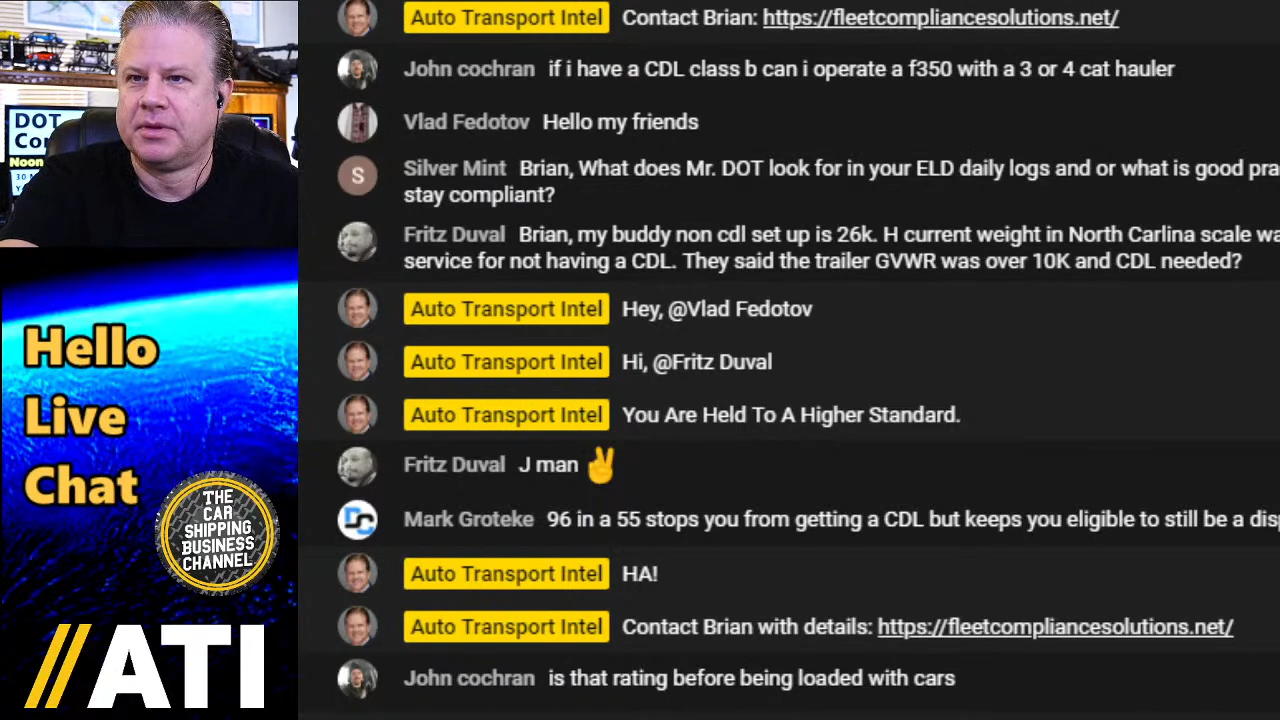 Auto Transport Intel Contact Brian: https://fleetcompliancesolutions.net/
John cochran if i have a CDL class b can i operate a f350 with a 3 or 4 cat hauler
Vlad Fedotov Hello my friends
S
Silver Mint Brian, What does Mr. DOT look for in your ELD daily logs and or what is good
stay compliant?
Fritz Duval Brian, my buddy non cdl set up is 26k. H current weight in North Carlina scale
service for not having a CDL. They said the trailer GVWR was over 10K and CDL needed?
Auto Transport Intel Hey, @Vlad Fedotov
Auto Transport Intel Hi, @Fritz Duval
Auto Transport Intel You Are Held To A Higher Standard.
Fritz Duval J man ✌
Mark Groteke 96 in a 55 stops you from getting a CDL but keeps you eligible to still be a
Auto Transport Intel HA!
Auto Transport Intel Contact Brian with details: https://fleetcompliancesolutions.net/
John cochran is that rating before being loaded with cars
DOT
Noon
Hello
Live
Chat
THE
CAR
SHIPPING
BUSINESS
CHANNEL
//ATI